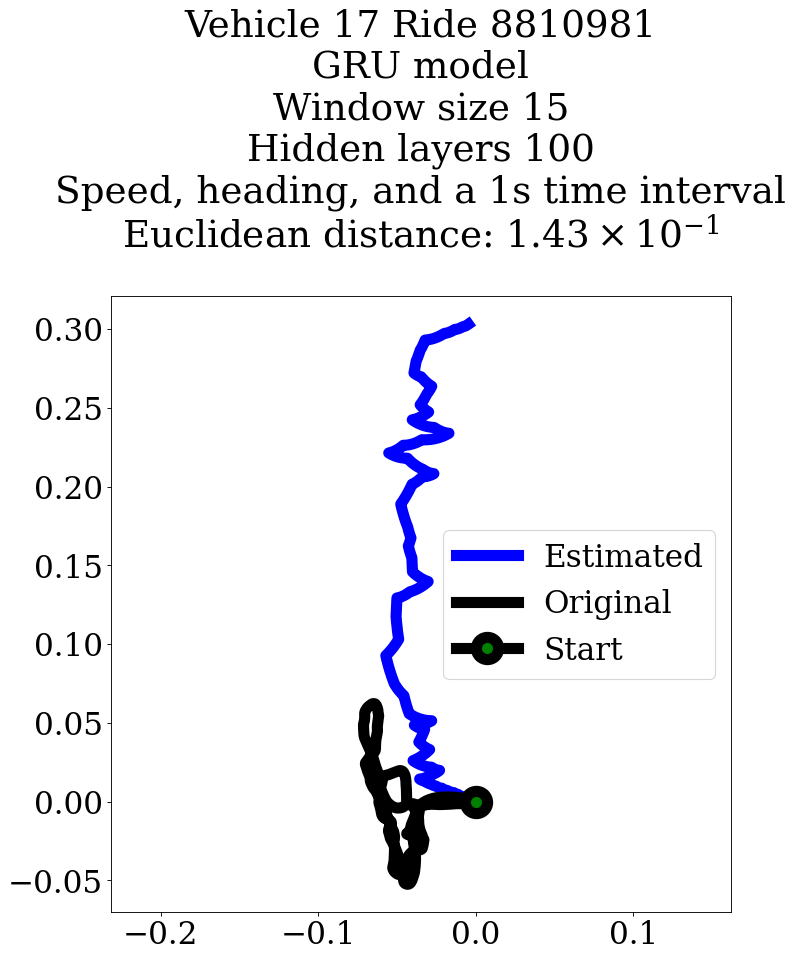 Vehicle 17 Ride 8810981
GRU model
Window size 15
Hidden layers 100
Speed, heading, and a 1s time interval
Euclidean distance: 1.43 × 10⁻¹
0.30
0.25
0.20
0.15
0.10
0.05
0.00
−0.05
Estimated
Original
Start
−0.2
−0.1
0.0
0.1